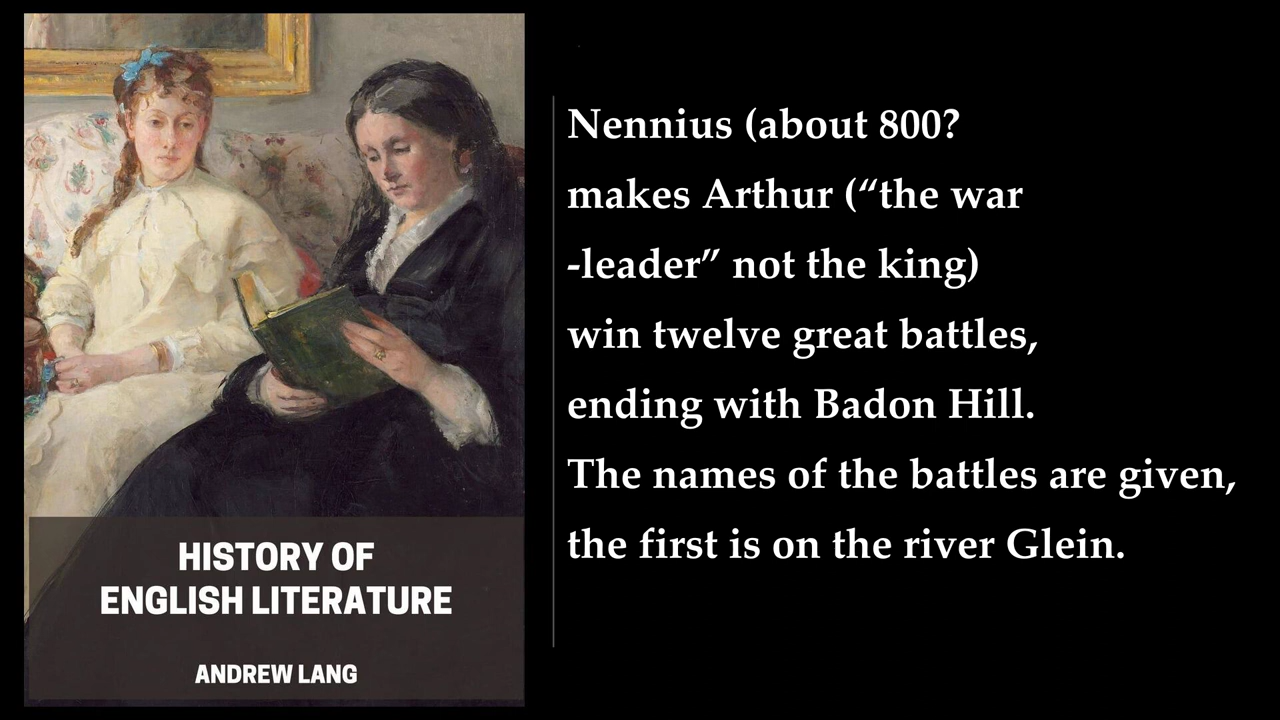 HISTORY OF
ENGLISH LITERATURE
ANDREW LANG
Nennius (about 800?
makes Arthur (“the war
-leader” not the king)
win twelve great battles,
ending with Badon Hill.
The names of the battles are given,
the first is on the river Glein.